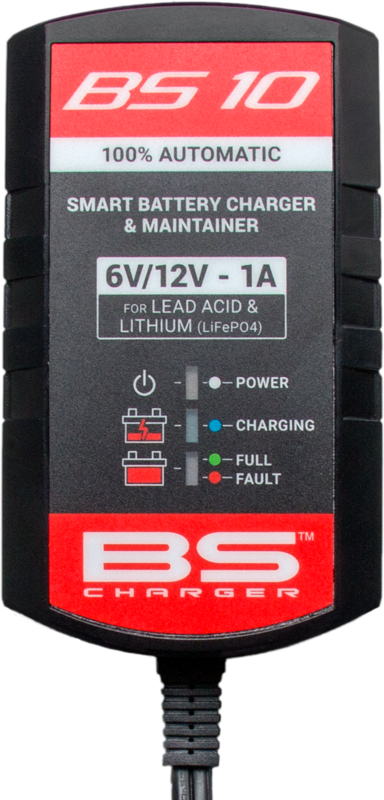 BS 10
100% AUTOMATIC
SMART BATTERY CHARGER
& MAINTAINER
6V/12V - 1A
FOR LEAD ACID &
LITHIUM (LiFePO4)
POWER
CHARGING
FULL
FAULT
BS™
CHARGER